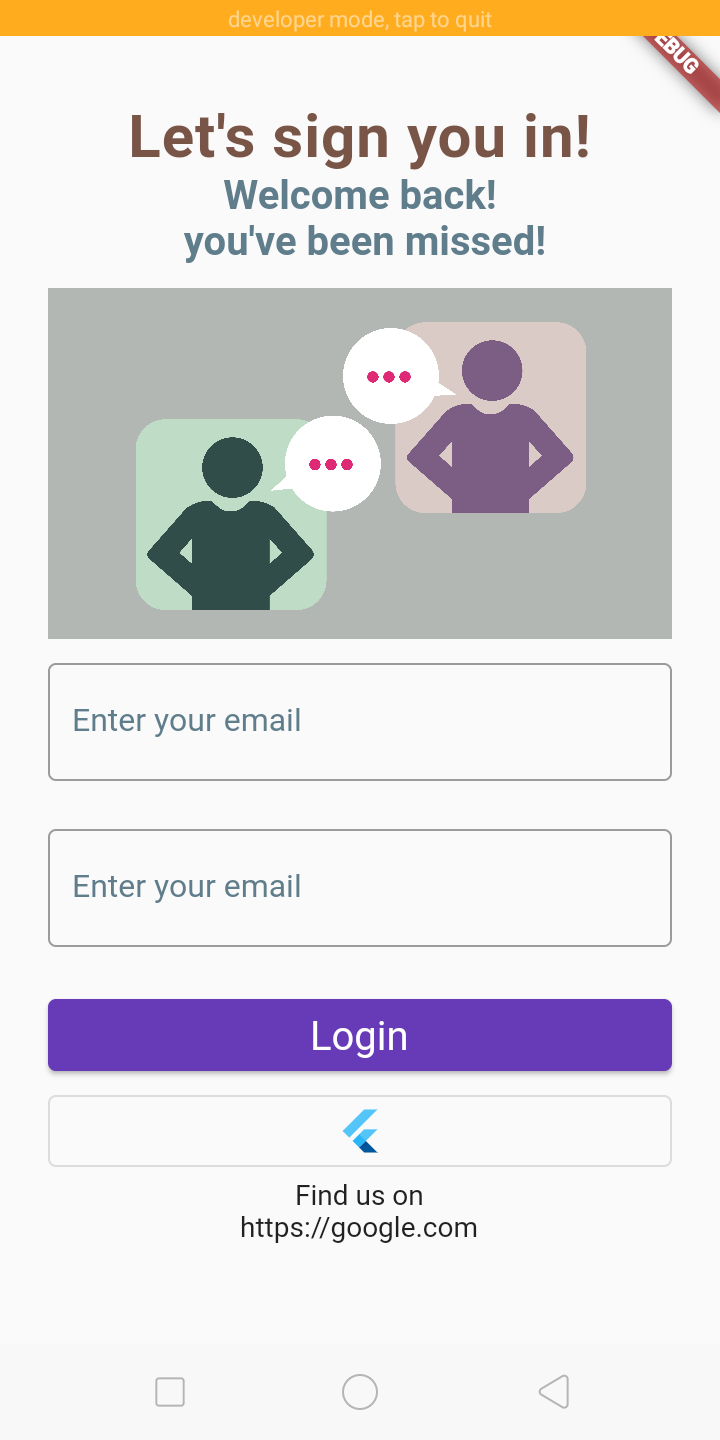 developer mode, tap to quit
EBUG
Let's sign you in!
Welcome back!
you've been missed!
Enter your email
Enter your email
Login
Find us on
https://google.com